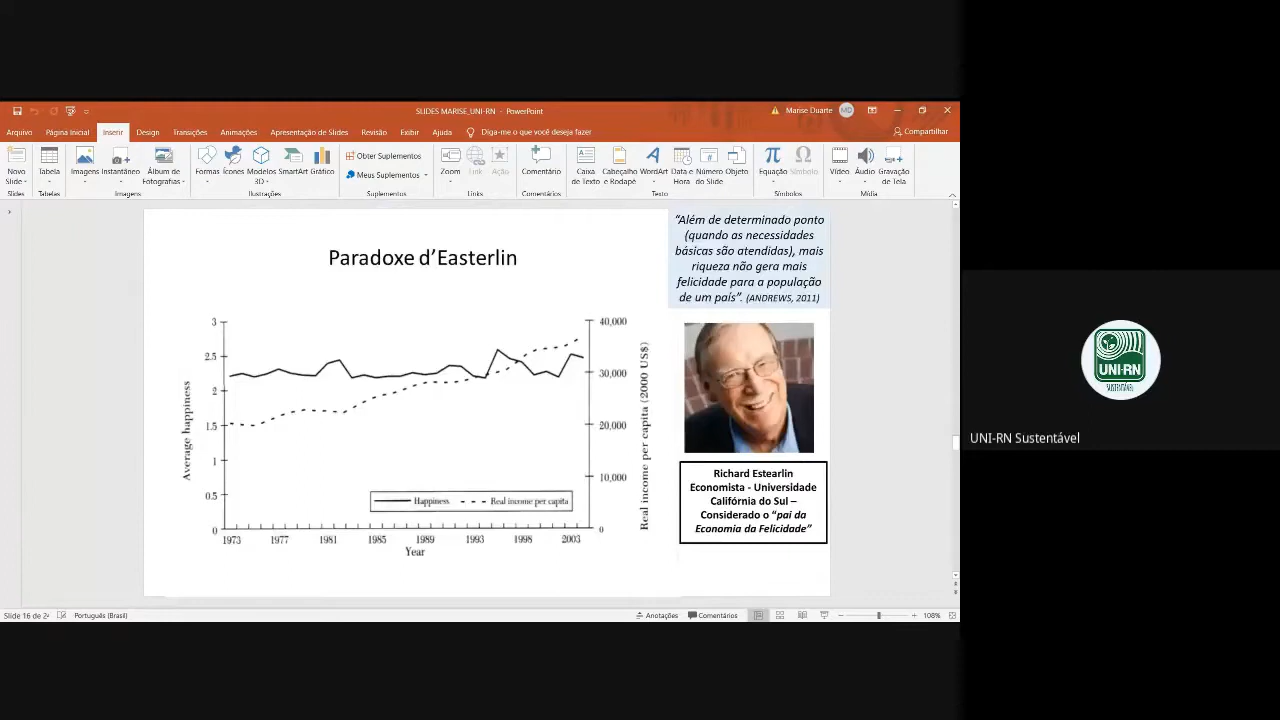 SLIDES MARISE_UNI-RN - PowerPoint
Marise Duarte
MD
Arquivo Página Inicial Inserir Design Transições Animações Apresentação de Slides Revisão Exibir Ajuda Diga-me o que você deseja fazer
Compartilhar
Novo Slide
Tabela
Imagens
Instantâneo
Álbum de Fotografias
Formas
Ícones
Modelos 3D
SmartArt
Gráfico
Obter Suplementos
Meus Suplementos
Zoom
Link
Ação
Comentário
Caixa de Texto
Cabeçalho e Rodapé
WordArt
Data e Hora
Número do Slide
Objeto
Equação
Símbolo
Vídeo
Áudio
Gravação de Tela
Slides Tabelas Imagens Ilustrações Suplementos Links Comentários Texto Símbolos Mídia
Paradoxe d'Easterlin
"Além de determinado ponto
(quando as necessidades
básicas são atendidas), mais
riqueza não gera mais
felicidade para a população
de um país". (ANDREWS, 2011)
3
2.5
2
1.5
1
0.5
0
Average happiness
40,000
30,000
20,000
10,000
0
Real income per capita (2000 US$)
Happiness Real income per capita
1973 1977 1981 1985 1989 1993 1998 2003
Year
Richard Estearlin
Economista - Universidade
Califórnia do Sul –
Considerado o "pai da
Economia da Felicidade"
UNI-RN
SUSTENTÁVEL
UNI-RN Sustentável
Slide 16 de 24 Português (Brasil) Anotações Comentários 108%